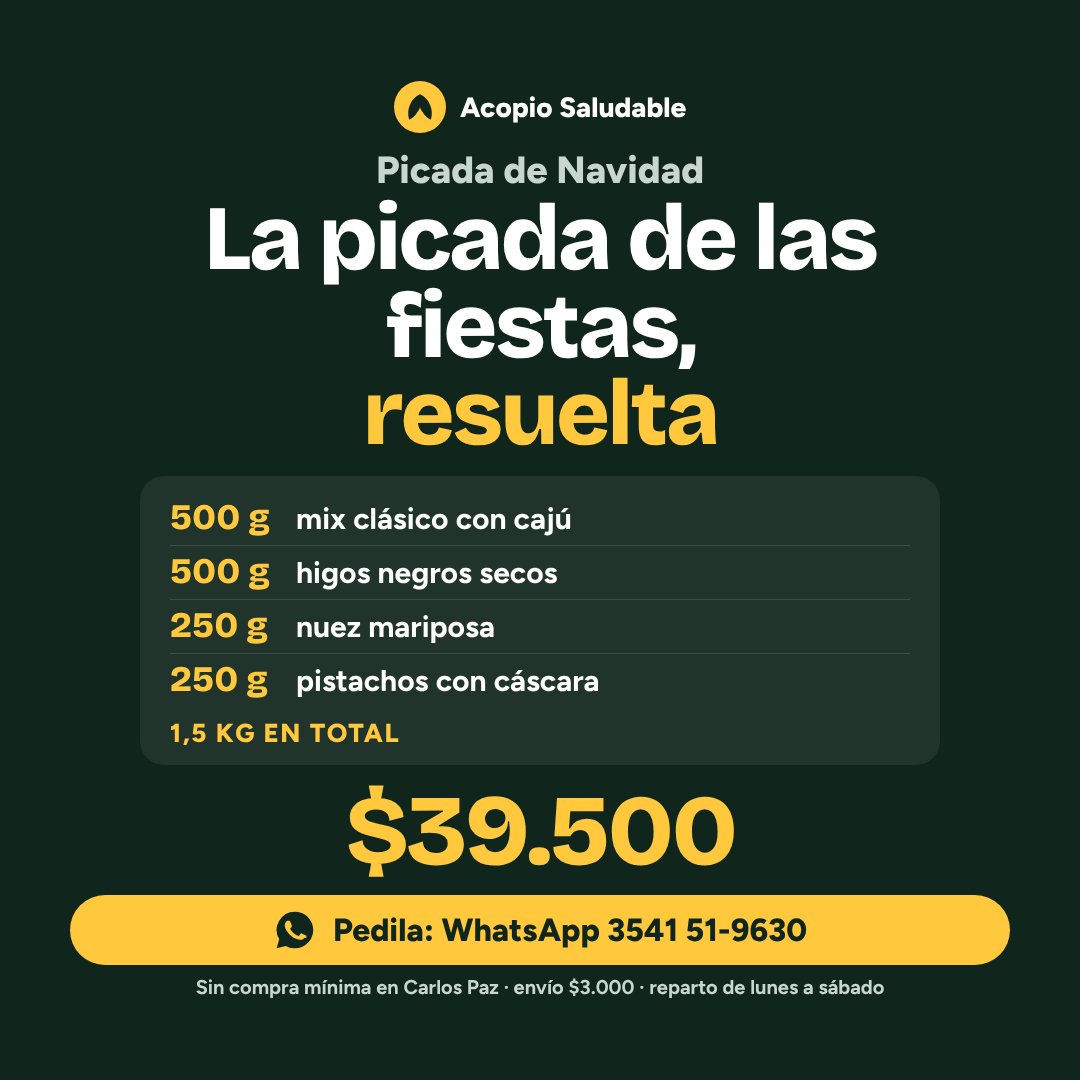 Acopio Saludable
Picada de Navidad
La picada de las
fiestas,
resuelta
500 g mix clásico con cajú
500 g higos negros secos
250 g nuez mariposa
250 g pistachos con cáscara
1,5 KG EN TOTAL
$39.500
Pedila: WhatsApp 3541 51-9630
Sin compra mínima en Carlos Paz · envío $3.000 · reparto de lunes a sábado